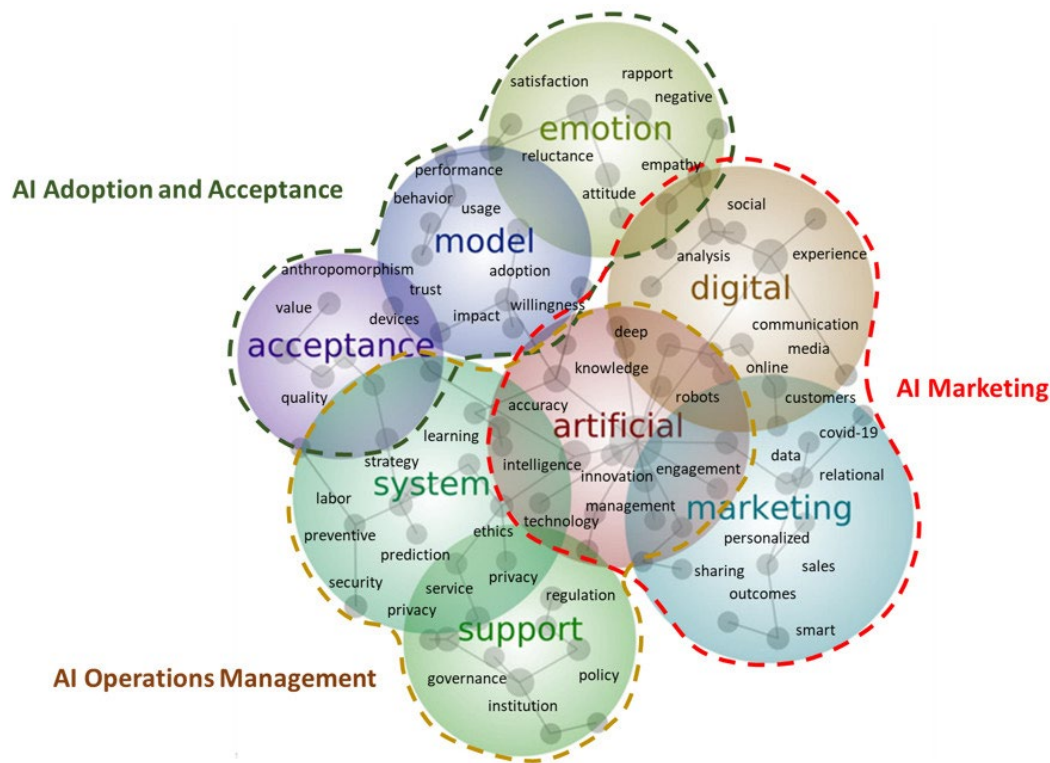 satisfaction
rapport
negative
emotion
reluctance
empathy
attitude
AI Adoption and Acceptance
performance
behavior
usage
model
adoption
willingness
impact
trust
anthropomorphism
value
devices
acceptance
quality
social
analysis
experience
digital
communication
media
online
customers
AI Marketing
deep
knowledge
robots
accuracy
artificial
intelligence
innovation
engagement
management
technology
covid-19
data
relational
marketing
personalized
sharing
sales
outcomes
smart
learning
strategy
system
labor
preventive
prediction
ethics
security
service
privacy
privacy
regulation
support
governance
policy
institution
AI Operations Management